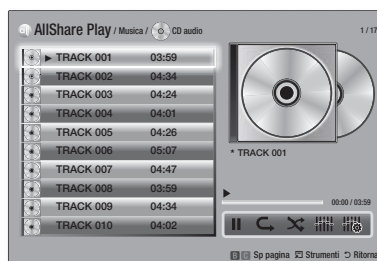 AllShare Play / Musica / CD audio 1 / 17
TRACK 001 03:59
TRACK 002 04:34
TRACK 003 04:24
TRACK 004 04:01
TRACK 005 04:26
TRACK 006 05:07
TRACK 007 04:47
TRACK 008 03:59
TRACK 009 04:34
TRACK 010 04:02
* TRACK 001
00:00 / 03:59
B C Sp pagina Strumenti Ritorna